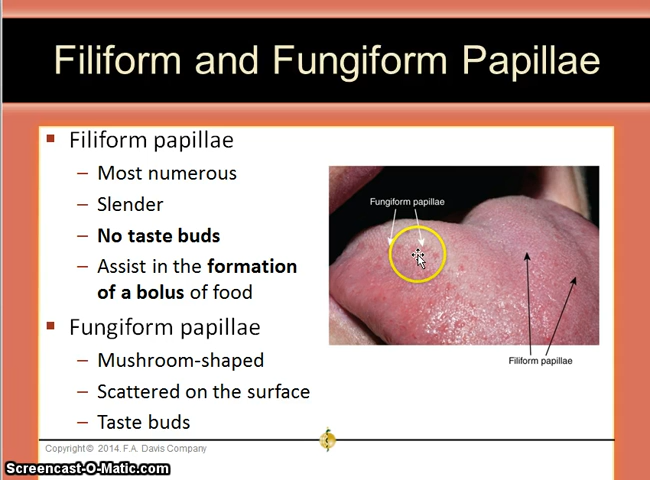 Filiform and Fungiform Papillae
Filiform papillae
– Most numerous
– Slender
– No taste buds
– Assist in the formation
of a bolus of food
Fungiform papillae
– Mushroom-shaped
– Scattered on the surface
– Taste buds
Fungiform papillae
Filiform papillae
Copyright © 2014. F.A. Davis Company
Screencast-O-Matic.com